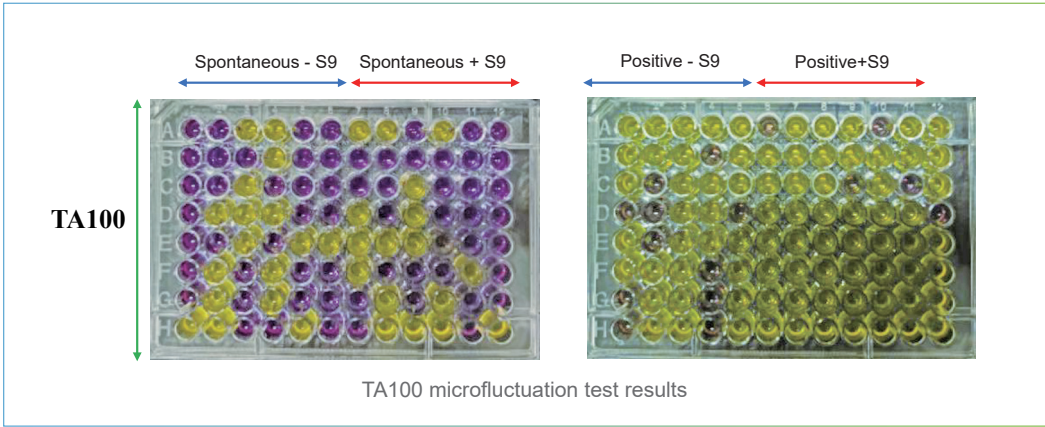 Spontaneous - S9
Spontaneous + S9
Positive - S9
Positive+S9
TA100
A
B
C
D
E
F
G
H
A
B
C
D
E
F
G
H
TA100 microfluctuation test results